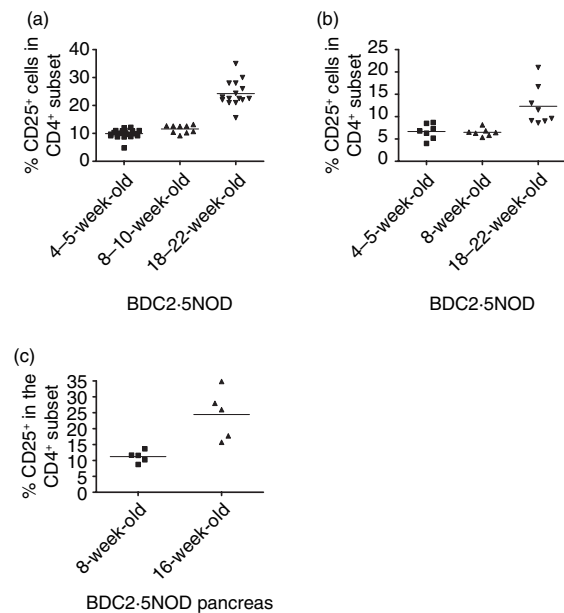 (a)
% CD25⁺ cells in
CD4⁺ subset
40
30
20
10
0
4–5-week-old
8–10-week-old
18–22-week-old
BDC2·5NOD
(b)
% CD25⁺ cells in
CD4⁺ subset
25
20
15
10
5
0
4–5-week-old
8-week-old
18–22-week-old
BDC2·5NOD
(c)
% CD25⁺ in the
CD4⁺ subset
35
30
25
20
15
10
5
0
8-week-old
16-week-old
BDC2·5NOD pancreas